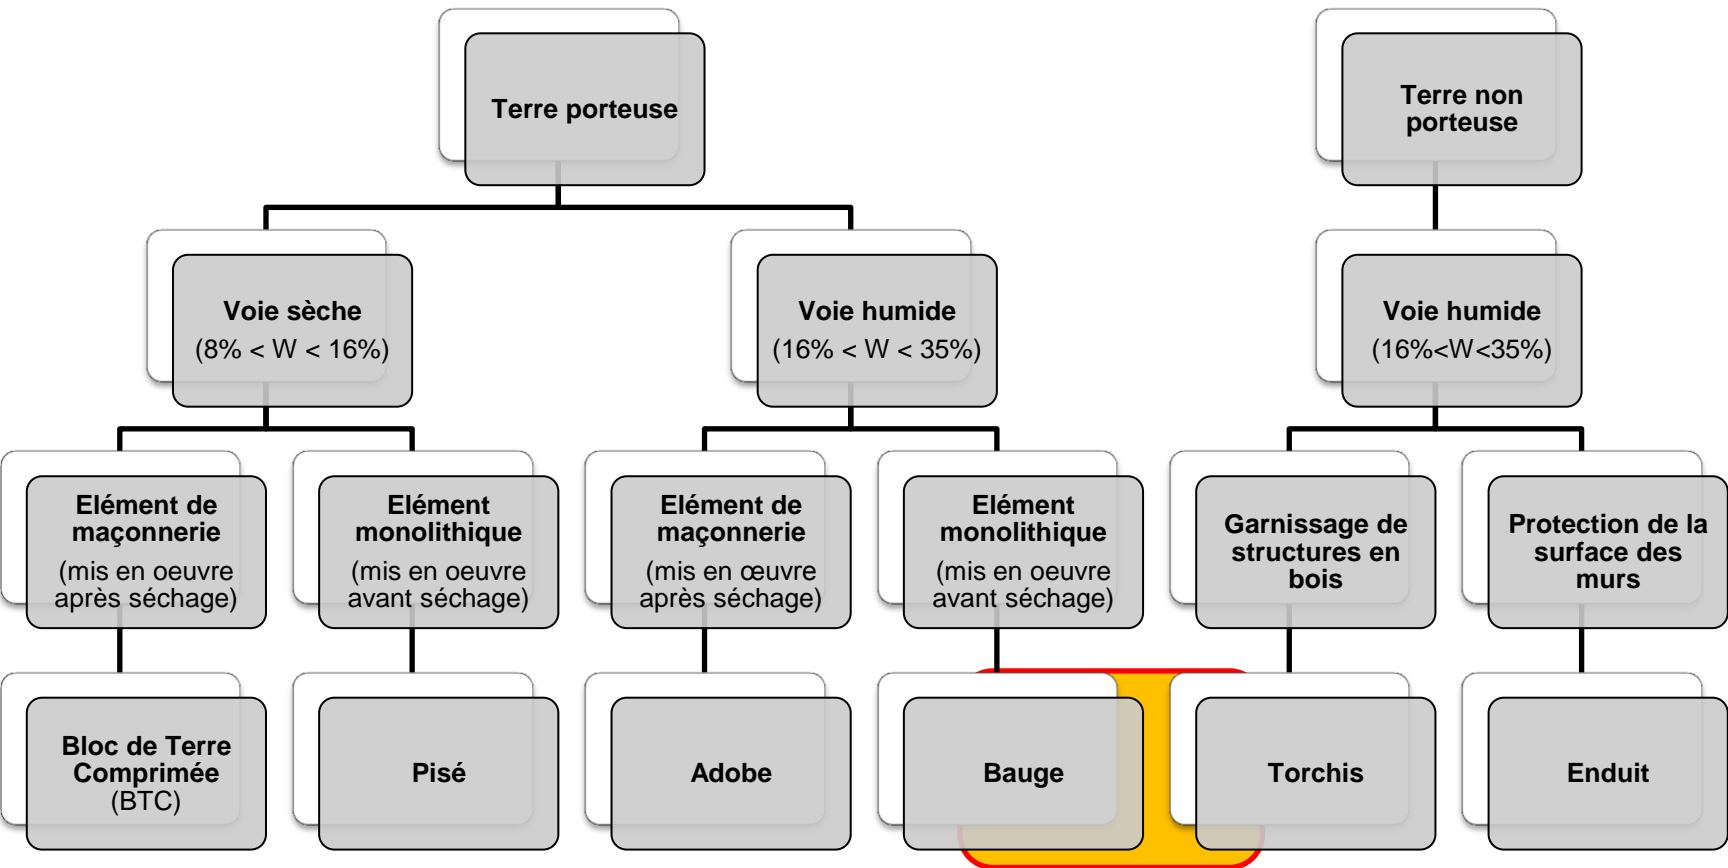 Terre porteuse
Terre non
porteuse
Voie sèche
(8% < W < 16%)
Voie humide
(16% < W < 35%)
Voie humide
(16%<W<35%)
Elément de
maçonnerie
(mis en oeuvre
après séchage)
Elément
monolithique
(mis en oeuvre
avant séchage)
Elément de
maçonnerie
(mis en œuvre
après séchage)
Elément
monolithique
(mis en oeuvre
avant séchage)
Garnissage de
structures en
bois
Protection de la
surface des
murs
Bloc de Terre
Comprimée
(BTC)
Pisé
Adobe
Bauge
Torchis
Enduit